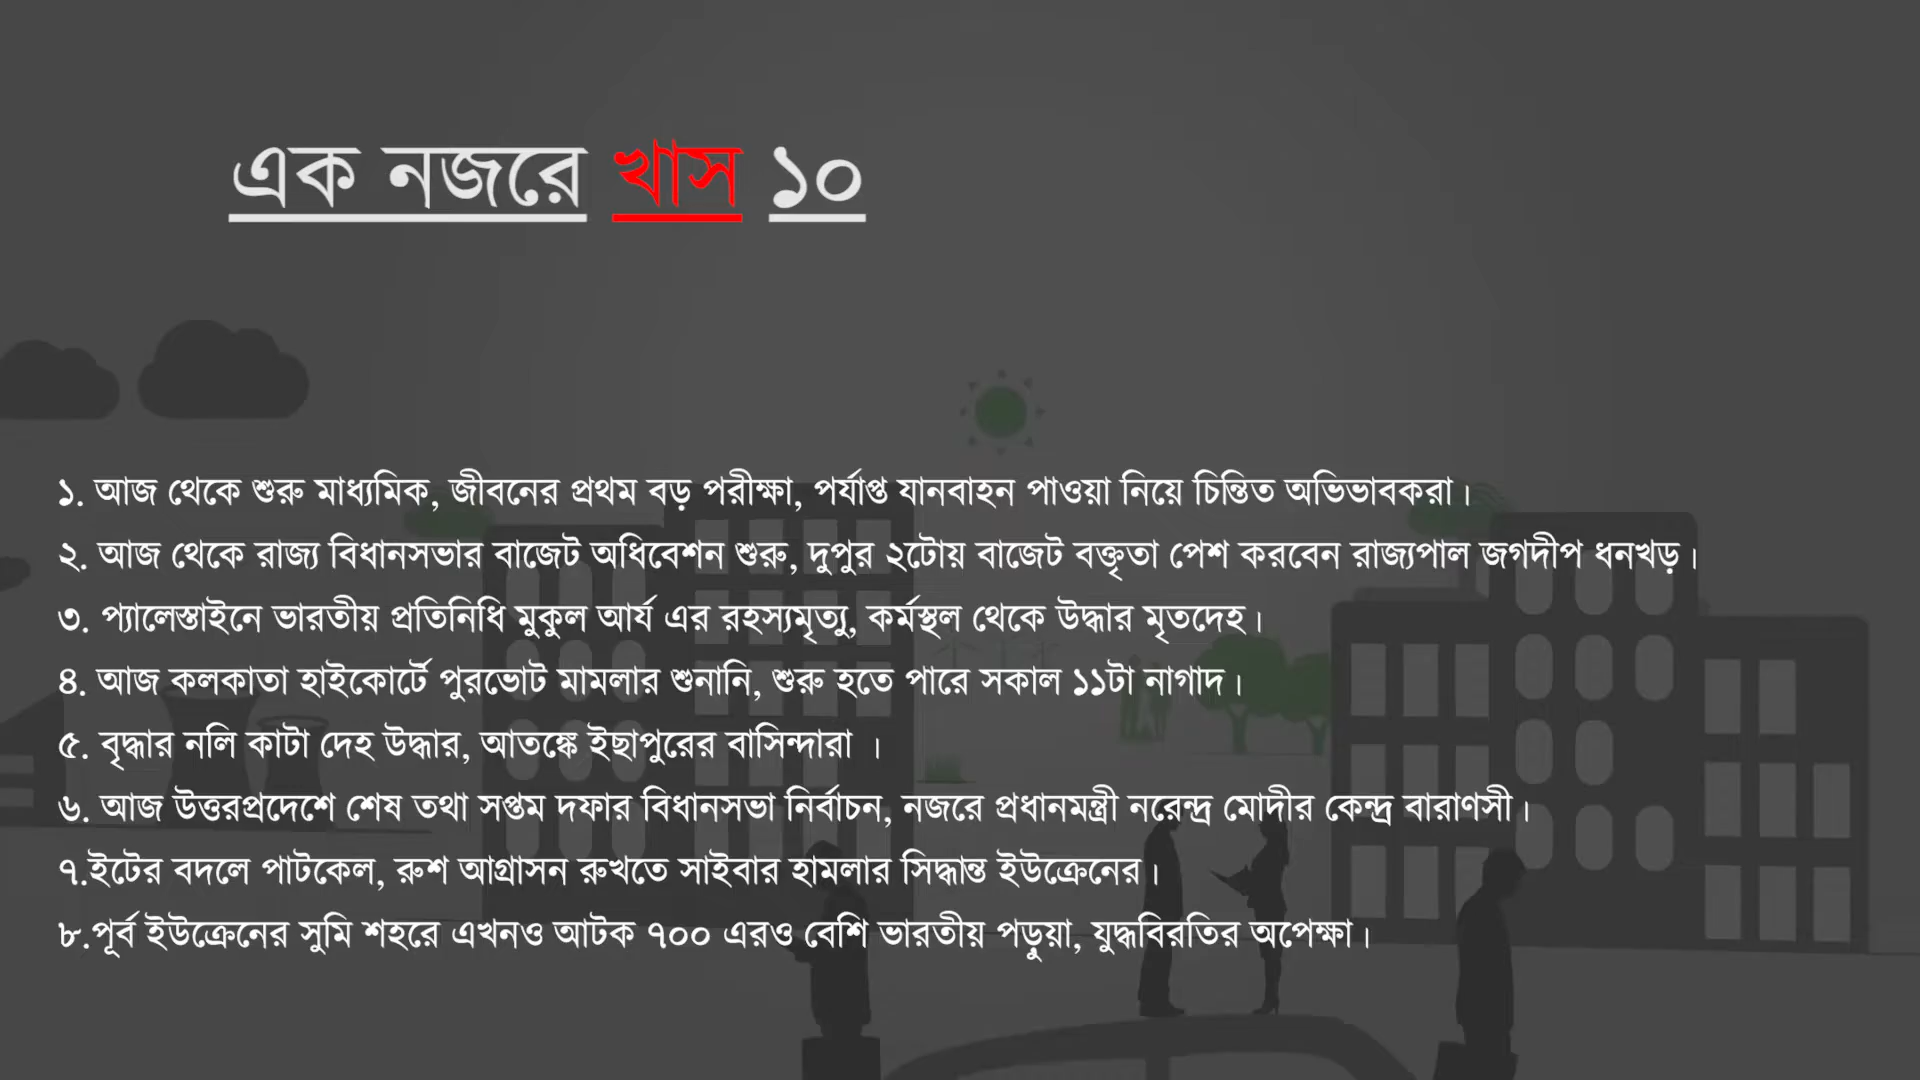 এক নজরে খাস ১০
১. আজ থেকে শুরু মাধ্যমিক, জীবনের প্রথম বড় পরীক্ষা, পর্যাপ্ত যানবাহন পাওয়া নিয়ে চিন্তিত অভিভাবকরা।
২. আজ থেকে রাজ্য বিধানসভার বাজেট অধিবেশন শুরু, দুপুর ২টোয় বাজেট বক্তৃতা পেশ করবেন রাজ্যপাল জগদীপ ধনখড়।
৩. প্যালেস্তাইনে ভারতীয় প্রতিনিধি মুকুল আর্য এর রহস্যমৃত্যু, কর্মস্থল থেকে উদ্ধার মৃতদেহ।
৪. আজ কলকাতা হাইকোর্টে পুরভোট মামলার শুনানি, শুরু হতে পারে সকাল ১১টা নাগাদ।
৫. বৃদ্ধার নলি কাটা দেহ উদ্ধার, আতঙ্কে ইছাপুরের বাসিন্দারা ।
৬. আজ উত্তরপ্রদেশে শেষ তথা সপ্তম দফার বিধানসভা নির্বাচন, নজরে প্রধানমন্ত্রী নরেন্দ্র মোদীর কেন্দ্র বারাণসী।
৭.ইটের বদলে পাটকেল, রুশ আগ্রাসন রুখতে সাইবার হামলার সিদ্ধান্ত ইউক্রেনের।
৮.পূর্ব ইউক্রেনের সুমি শহরে এখনও আটক ৭০০ এরও বেশি ভারতীয় পড়ুয়া, যুদ্ধবিরতির অপেক্ষা।